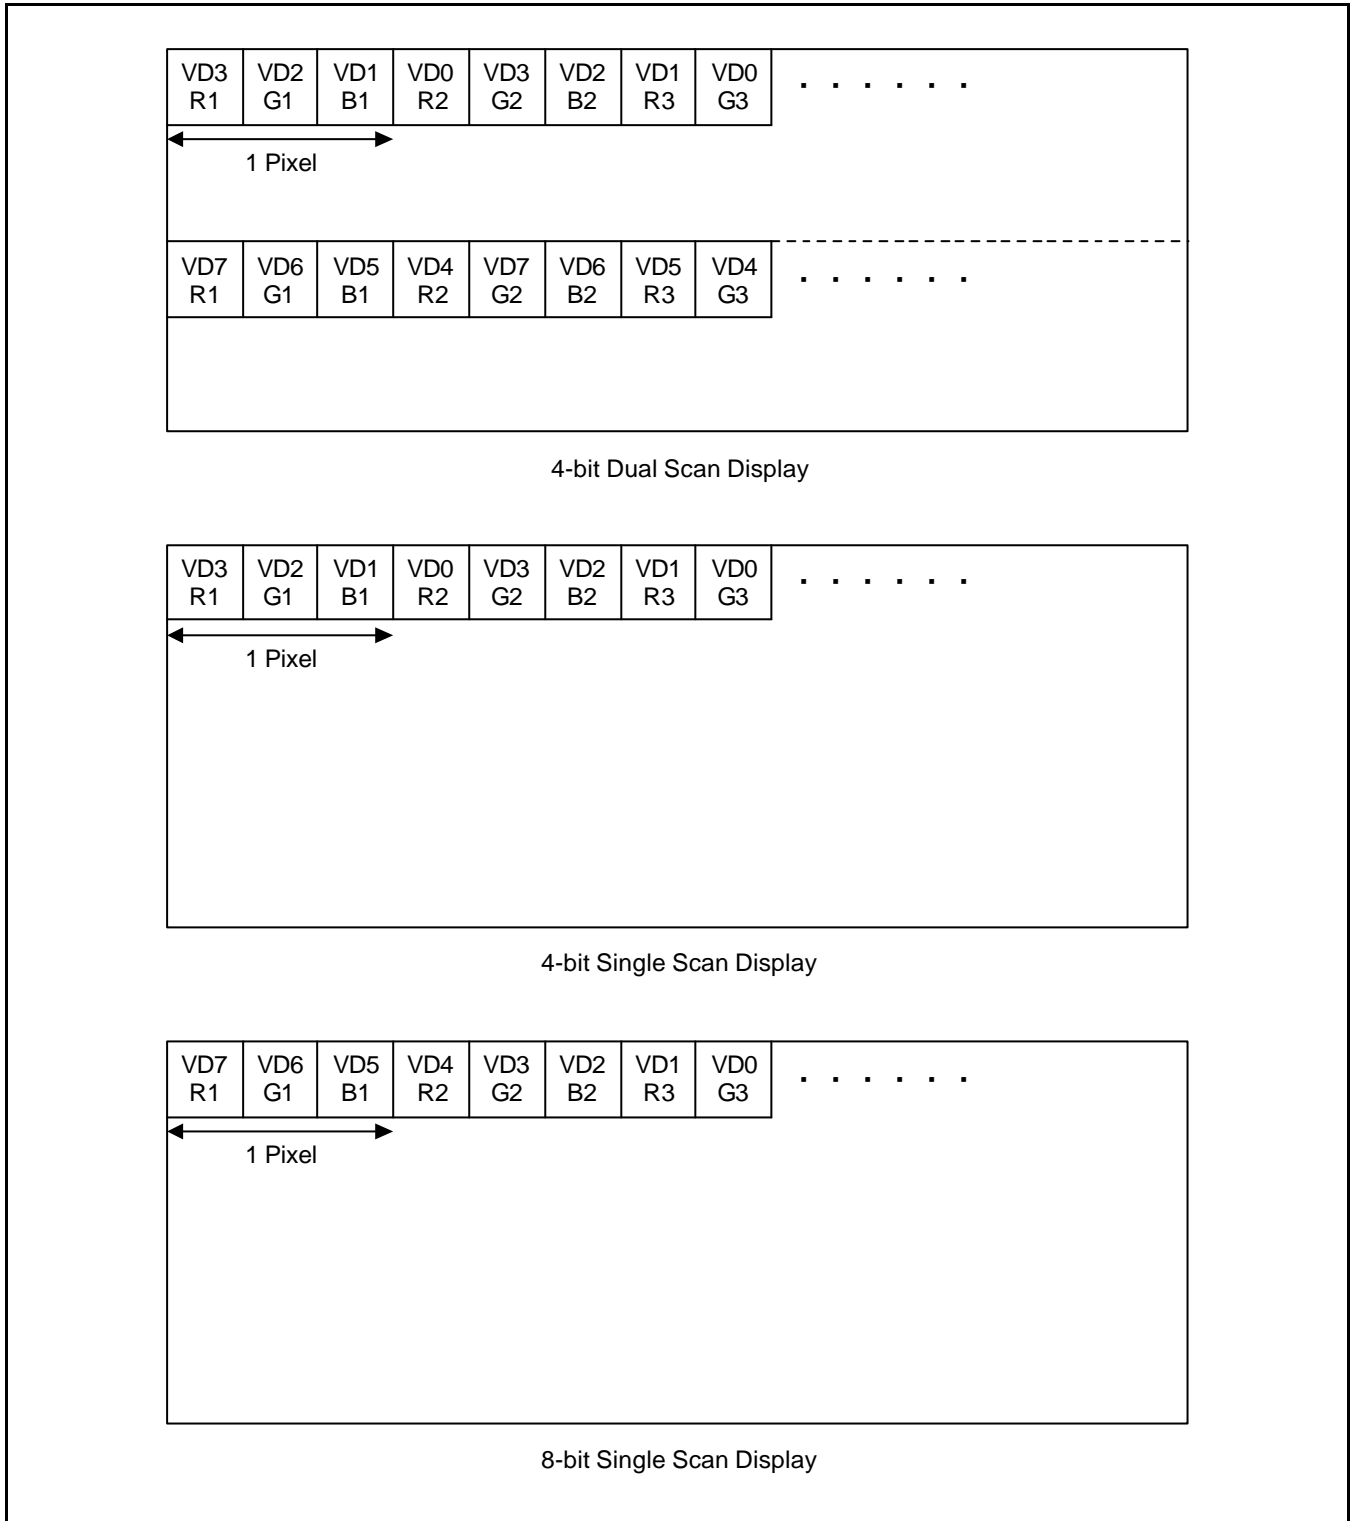 VD3 VD2 VD1 VD0 VD3 VD2 VD1 VD0 . . . . . .
R1 G1 B1 R2 G2 B2 R3 G3
1 Pixel
VD7 VD6 VD5 VD4 VD7 VD6 VD5 VD4 . . . . . .
R1 G1 B1 R2 G2 B2 R3 G3
4-bit Dual Scan Display
VD3 VD2 VD1 VD0 VD3 VD2 VD1 VD0 . . . . . .
R1 G1 B1 R2 G2 B2 R3 G3
1 Pixel
4-bit Single Scan Display
VD7 VD6 VD5 VD4 VD3 VD2 VD1 VD0 . . . . . .
R1 G1 B1 R2 G2 B2 R3 G3
1 Pixel
8-bit Single Scan Display